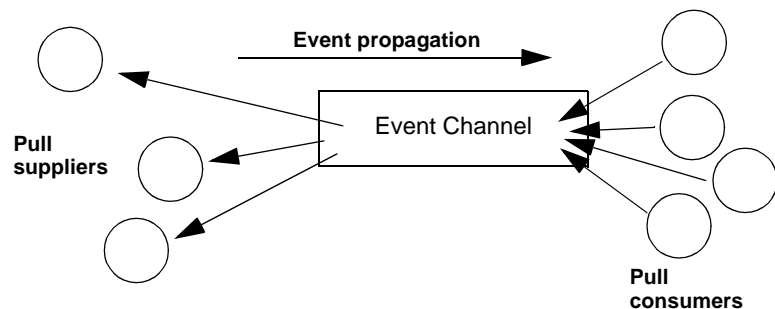 Event propagation
Event Channel
Pull
suppliers
Pull
consumers